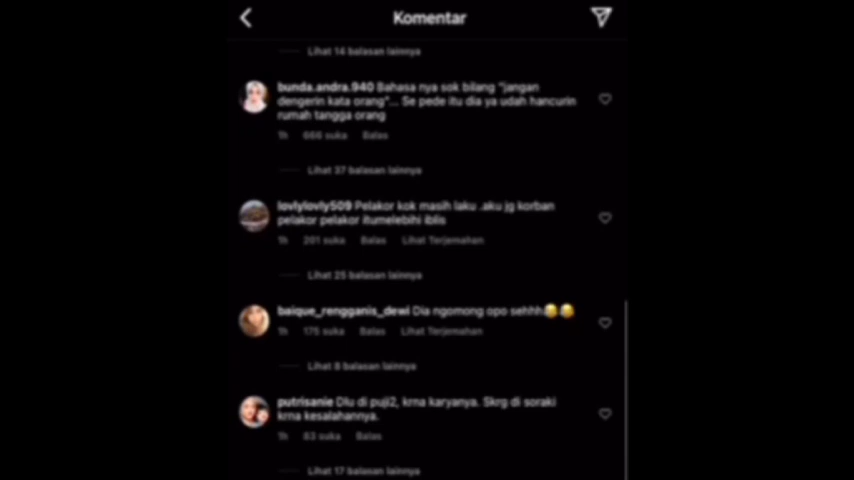 Komentar
Lihat 14 balasan lainnya
bunda.andra.940 Bahasa nya sok bilang "jangan
dengerin kata orang"... Se pede itu dia ya udah hancurin
rumah tangga orang
1h 666 suka Balas
Lihat 37 balasan lainnya
lovlylovly509 Pelakor kok masih laku .aku jg korban
pelakor pelakor itumelebihi iblis
1h 201 suka Balas Lihat Terjemahan
Lihat 25 balasan lainnya
baique_rengganis_dewi Dia ngomong opo sehhh
1h 175 suka Balas Lihat Terjemahan
Lihat 8 balasan lainnya
putrisanie Dlu di puji2, krna karyanya. Skrg di soraki
krna kesalahannya.
1h 83 suka Balas
Lihat 17 balasan lainnya